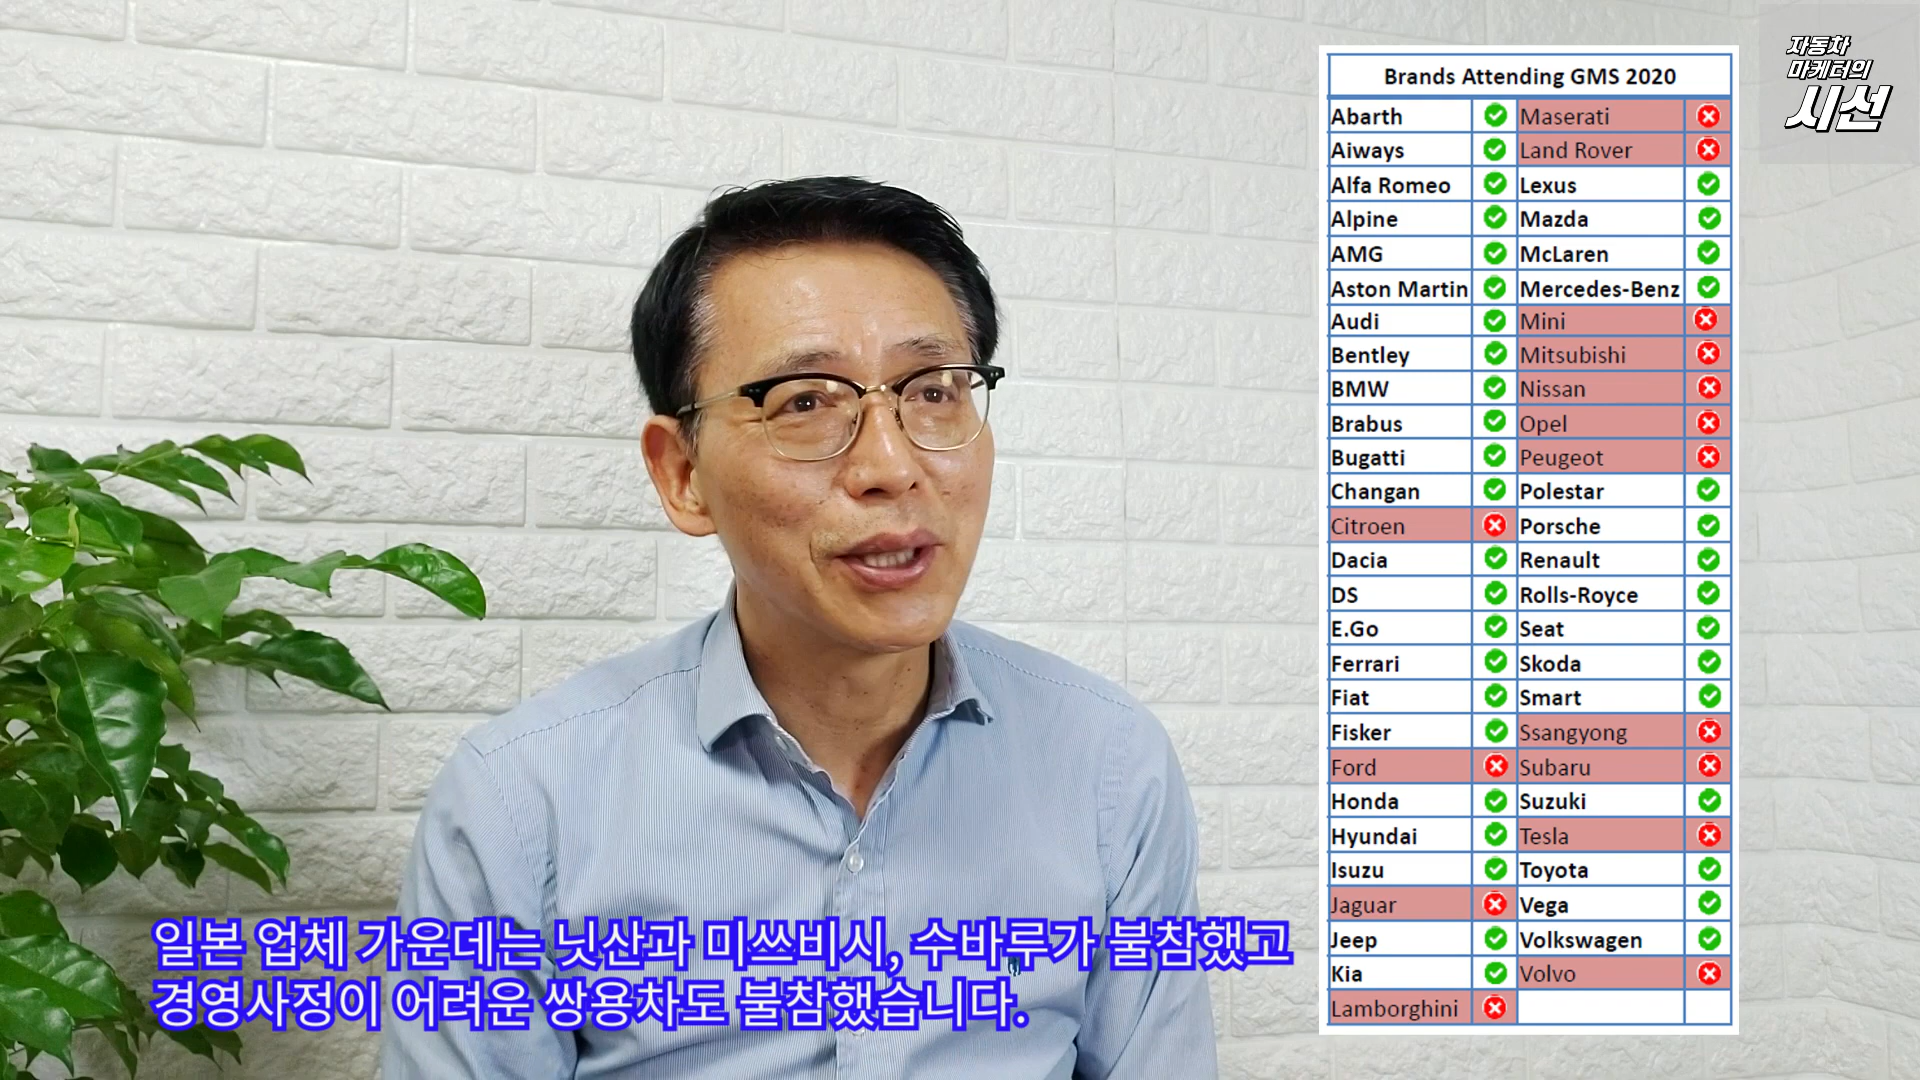 Brands Attending GMS 2020
Abarth Maserati
Aiways Land Rover
Alfa Romeo Lexus
Alpine Mazda
AMG McLaren
Aston Martin Mercedes-Benz
Audi Mini
Bentley Mitsubishi
BMW Nissan
Brabus Opel
Bugatti Peugeot
Changan Polestar
Citroen Porsche
Dacia Renault
DS Rolls-Royce
E.Go Seat
Ferrari Skoda
Fiat Smart
Fisker Ssangyong
Ford Subaru
Honda Suzuki
Hyundai Tesla
Isuzu Toyota
Jaguar Vega
Jeep Volkswagen
Kia Volvo
Lamborghini
자동차
마케터의
시선
일본 업체 가운데는 닛산과 미쓰비시, 수바루가 불참했고
경영사정이 어려운 쌍용차도 불참했습니다.